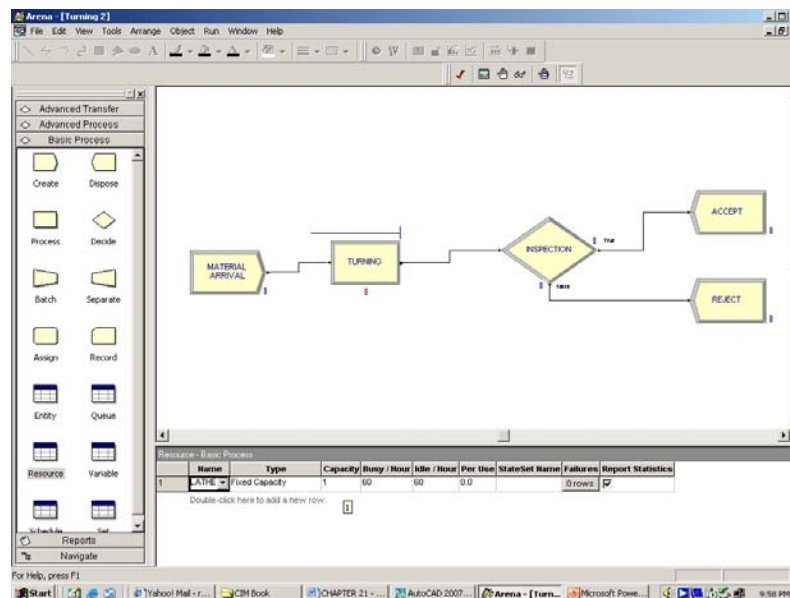 Arena - [Turning 2]
File Edit View Tools Arrange Object Run Window Help
Advanced Transfer
Advanced Process
Basic Process
Create Dispose
Process Decide
Batch Separate
Assign Record
Entity Queue
Resource Variable
Schedule Set
Reports
Navigate
MATERIAL
ARRIVAL
TURNING
INSPECTION
True
False
ACCEPT
REJECT
Resource - Basic Process
Name Type Capacity Busy / Hour Idle / Hour Per Use StateSet Name Failures Report Statistics
1 LATHE Fixed Capacity 1 60 60 0.0 0 rows
Double-click here to add a new row.
For Help, press F1
Start Yahoo! Mail - r... CIM Book CHAPTER 21 - ... AutoCAD 2007... Arena - [Turn... Microsoft Powe... 9:58 PM